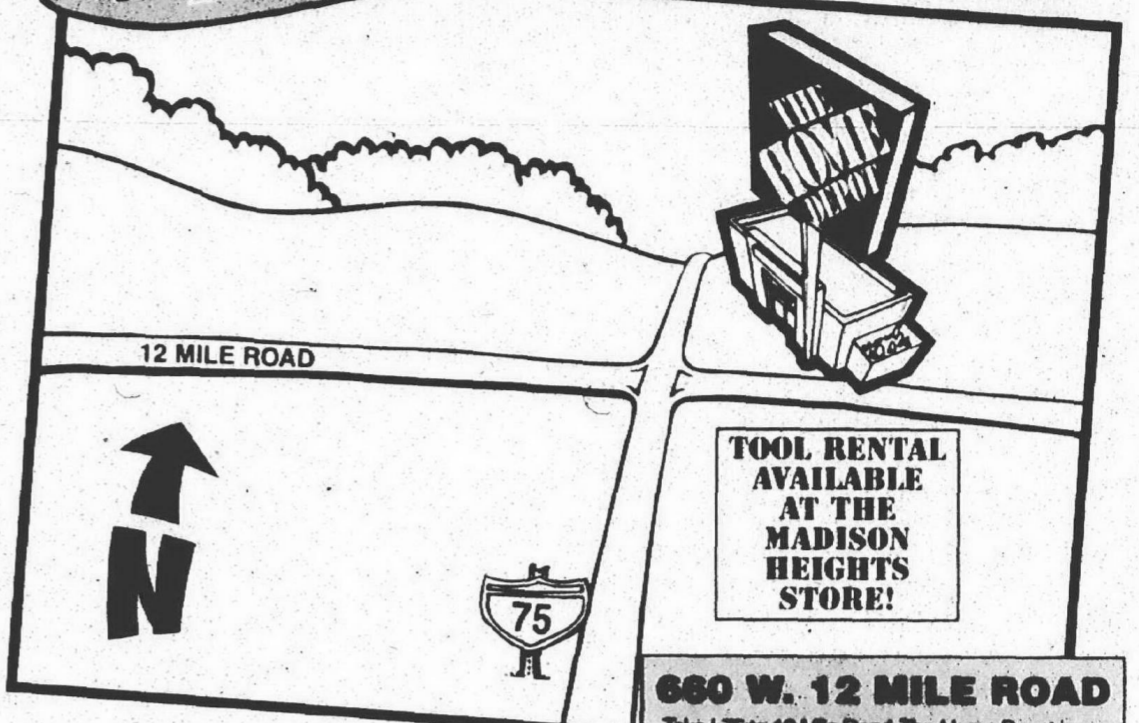 THE
HOME
DEPOT
12 MILE ROAD
N
75
TOOL RENTAL
AVAILABLE
AT THE
MADISON
HEIGHTS
STORE!
660 W. 12 MILE ROAD